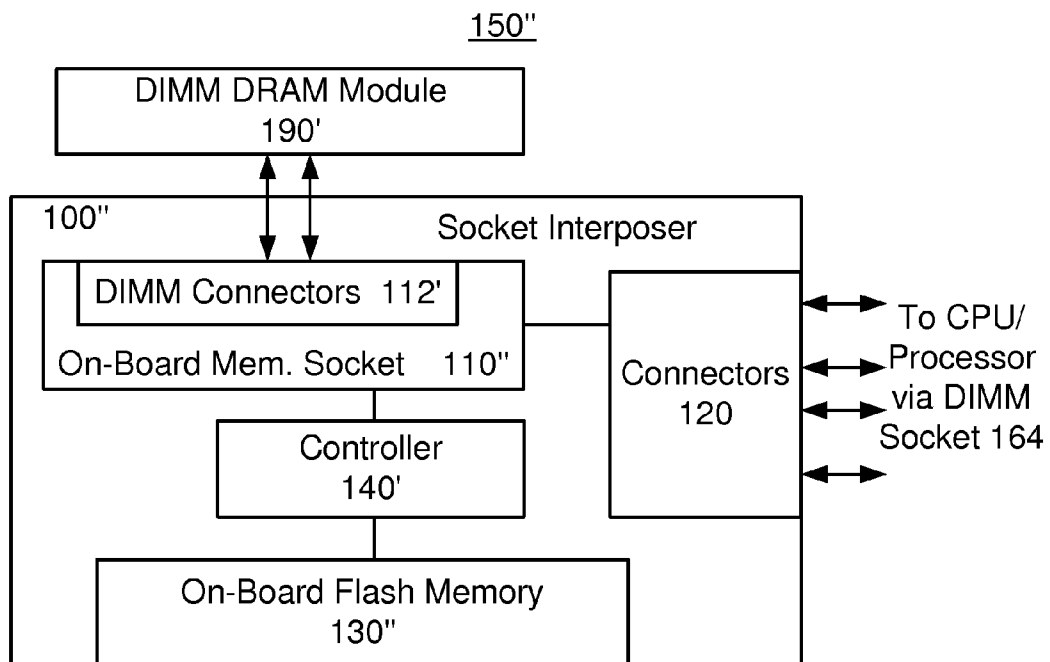 150"
DIMM DRAM Module
190'
100"
Socket Interposer
DIMM Connectors 112'
On-Board Mem. Socket 110"
Connectors
120
To CPU/
Processor
via DIMM
Socket 164
Controller
140'
On-Board Flash Memory
130"